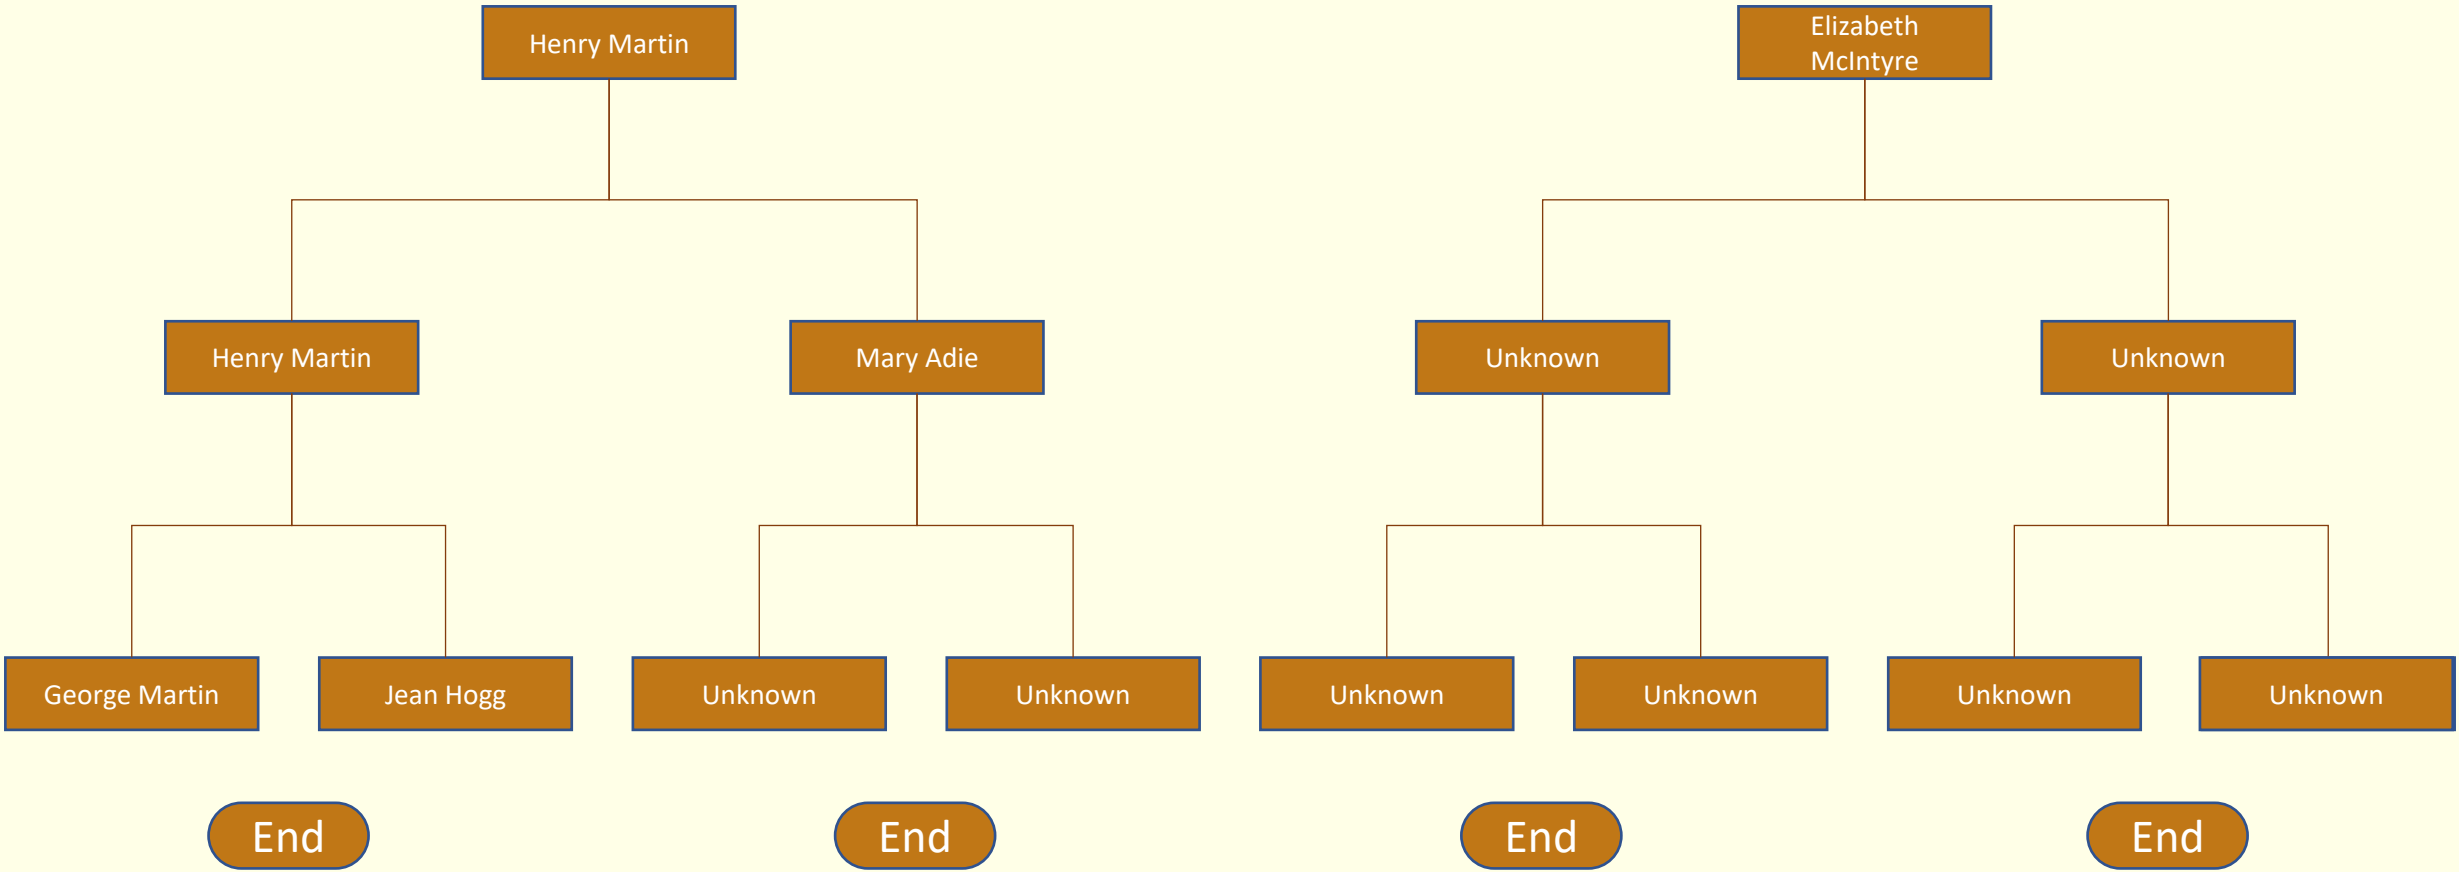 Henry Martin
Elizabeth
McIntyre
Henry Martin
Mary Adie
Unknown
Unknown
George Martin
Jean Hogg
Unknown
Unknown
Unknown
Unknown
Unknown
Unknown
End
End
End
End